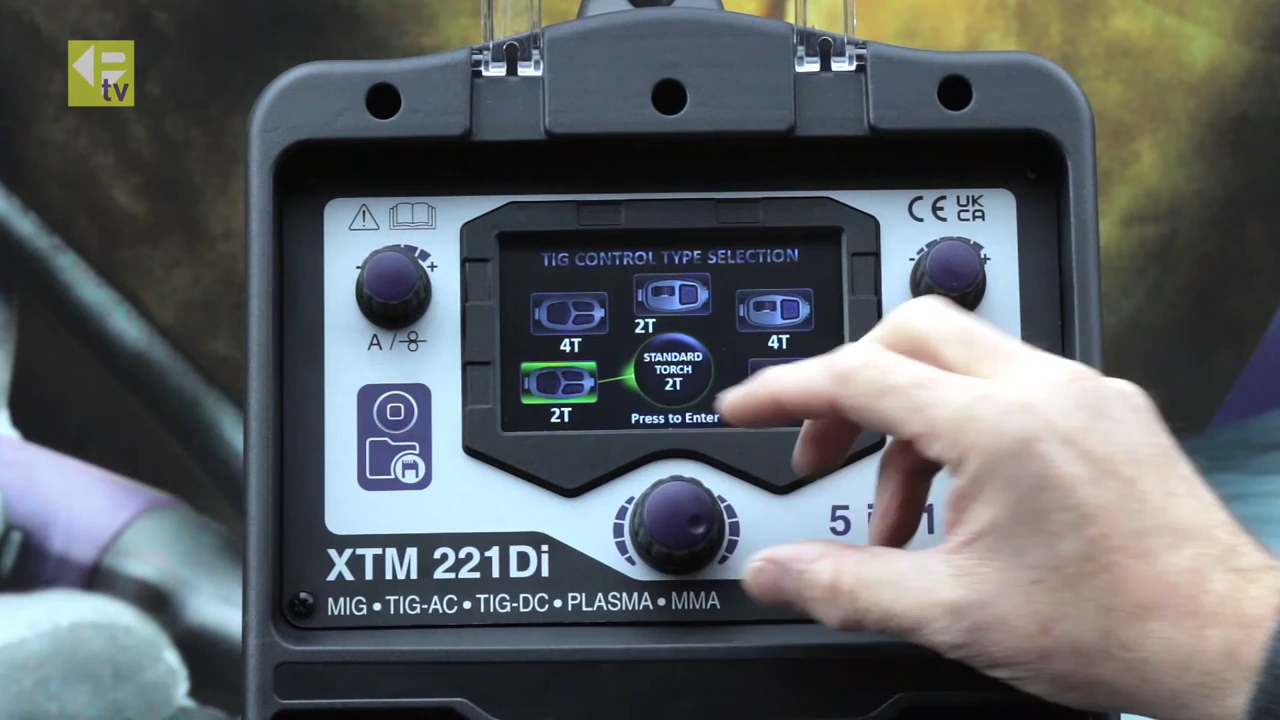 tv
CE UK CA
TIG CONTROL TYPE SELECTION
2T
4T
4T
STANDARD
TORCH
2T
2T
Press to Enter
- +
- +
A /
XTM 221Di
MIG • TIG-AC • TIG-DC • PLASMA • MMA